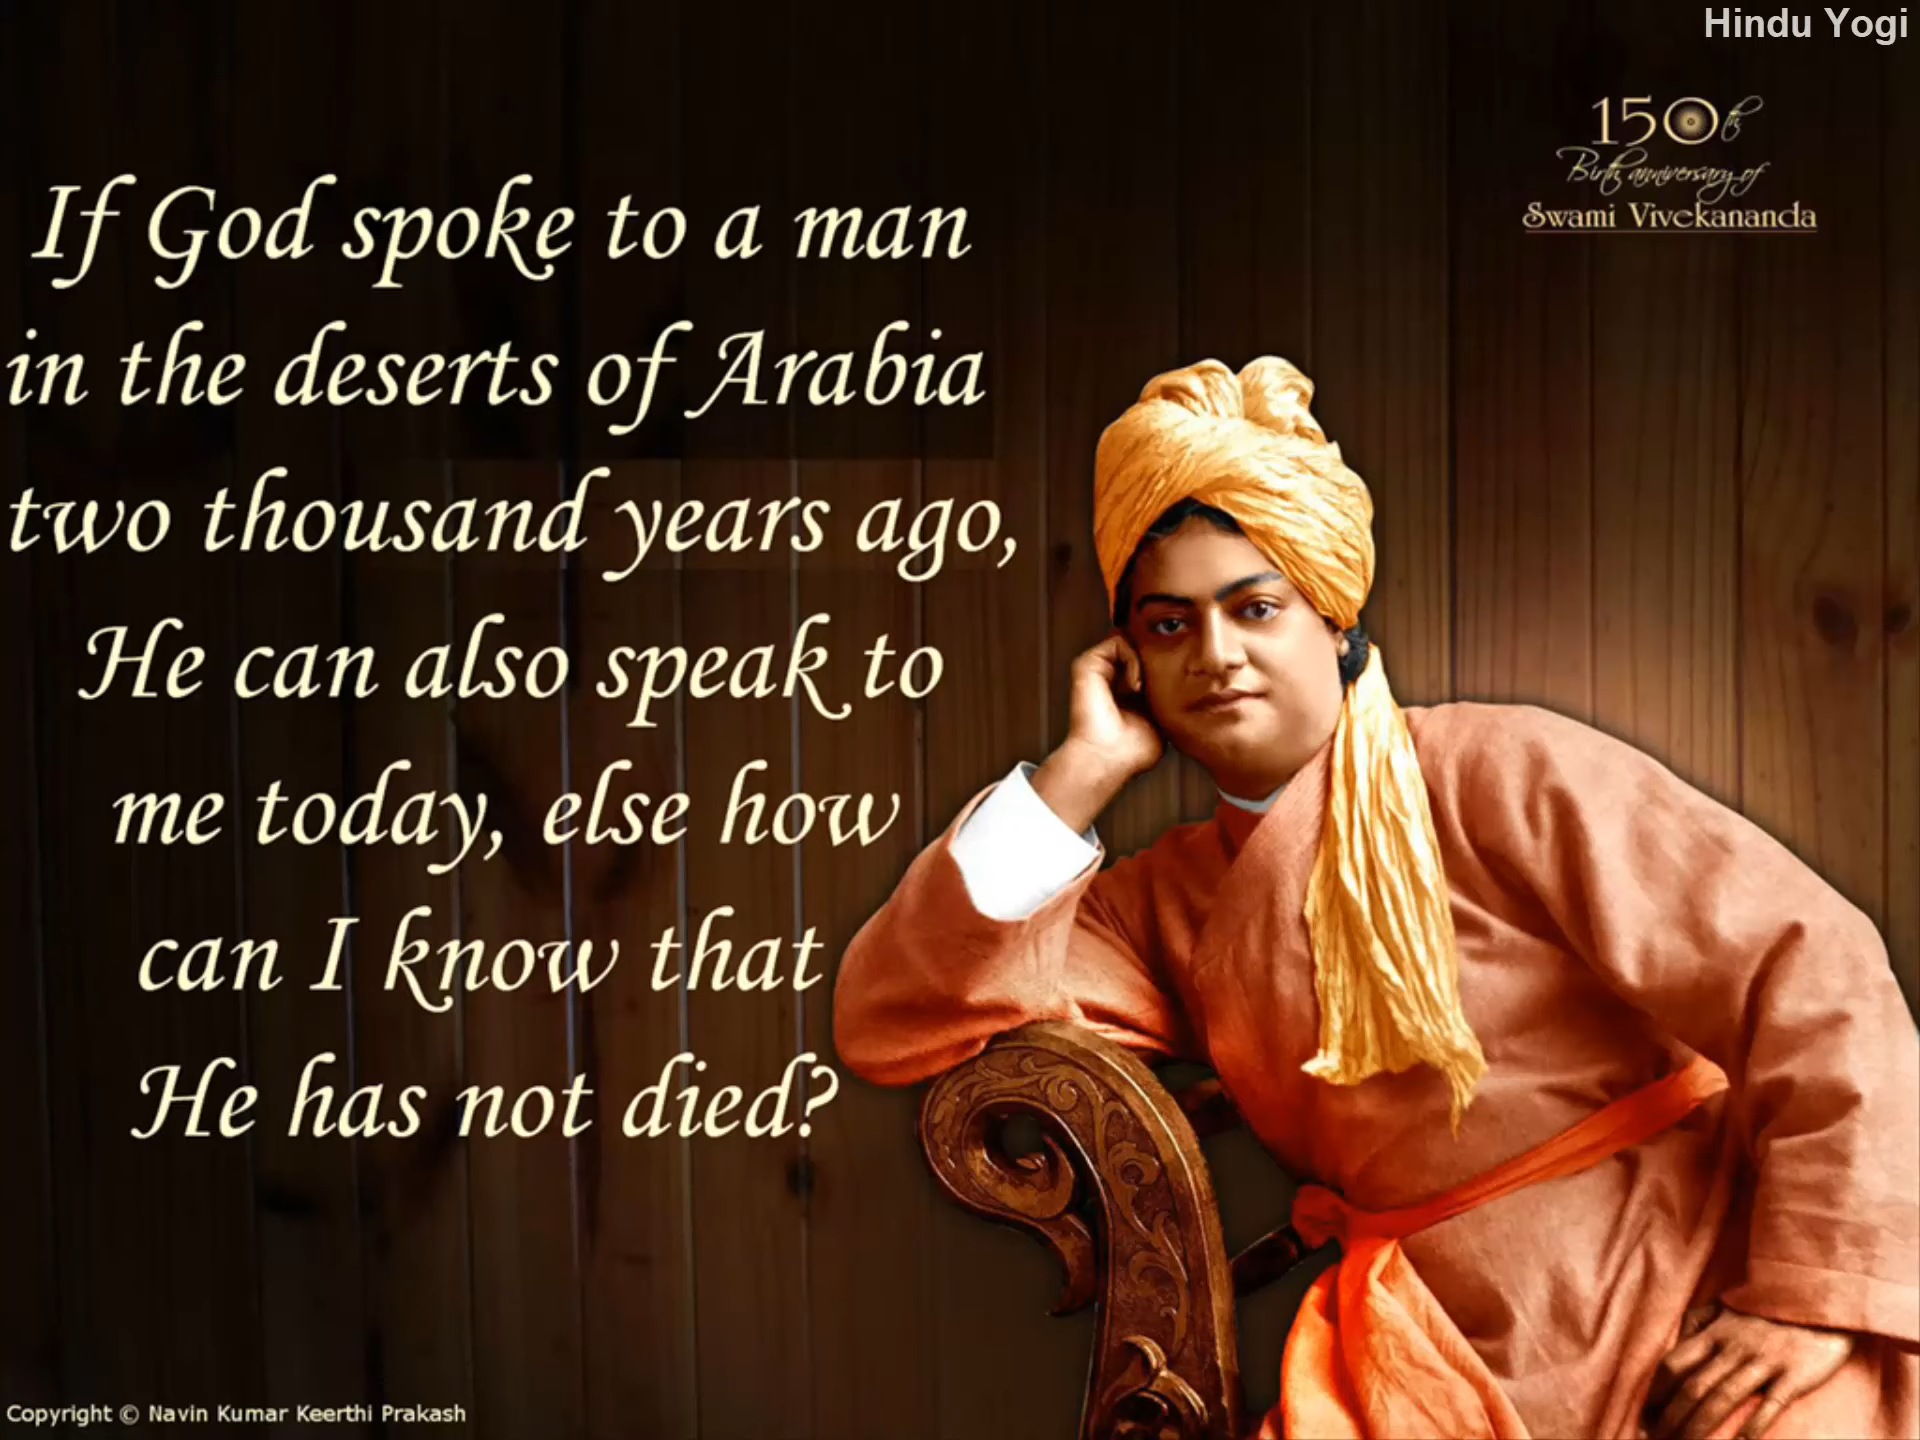 Hindu Yogi
150th
Birth anniversary of
Swami Vivekananda
If God spoke to a man
in the deserts of Arabia
two thousand years ago,
He can also speak to
me today, else how
can I know that
He has not died?
Copyright © Navin Kumar Keerthi Prakash